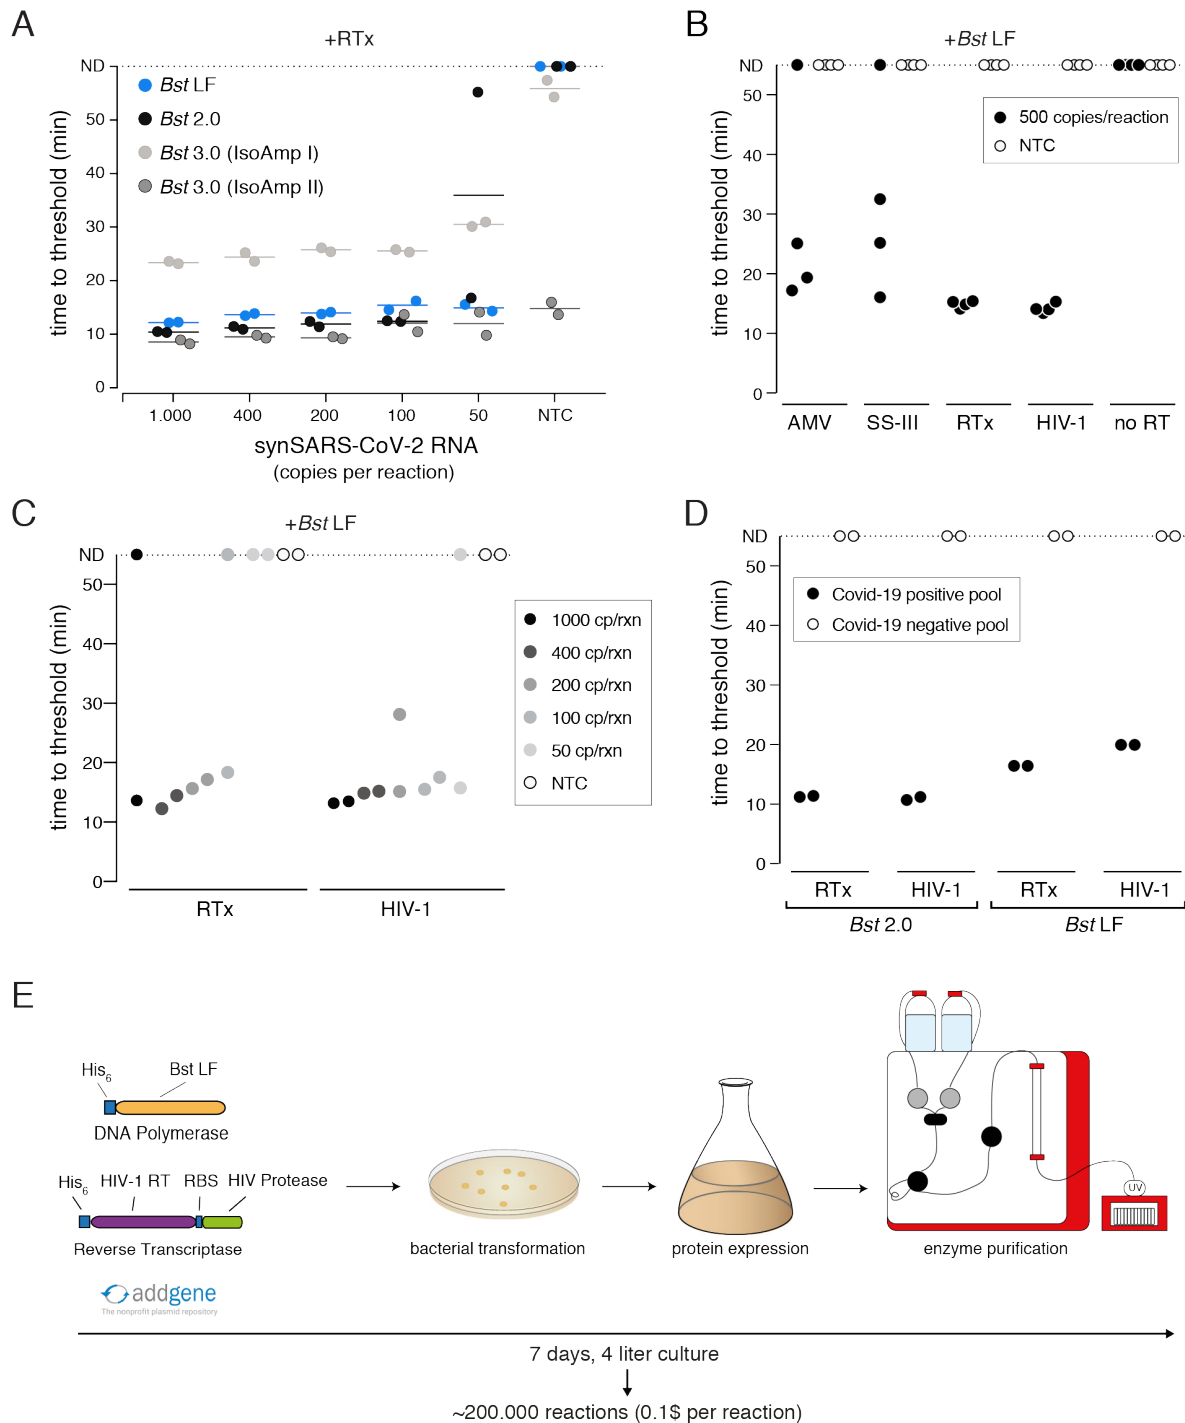 A
+RTx
ND
50
40
30
20
10
0
time to threshold (min)
Bst LF
Bst 2.0
Bst 3.0 (IsoAmp I)
Bst 3.0 (IsoAmp II)
1.000 400 200 100 50 NTC
synSARS-CoV-2 RNA
(copies per reaction)
B
+Bst LF
ND
50
40
30
20
10
0
time to threshold (min)
500 copies/reaction
NTC
AMV SS-III RTx HIV-1 no RT
C
+Bst LF
ND
50
40
30
20
10
0
time to threshold (min)
1000 cp/rxn
400 cp/rxn
200 cp/rxn
100 cp/rxn
50 cp/rxn
NTC
RTx HIV-1
D
ND
50
40
30
20
10
0
time to threshold (min)
Covid-19 positive pool
Covid-19 negative pool
RTx HIV-1 RTx HIV-1
Bst 2.0 Bst LF
E
His6 Bst LF
DNA Polymerase
His6 HIV-1 RT RBS HIV Protease
Reverse Transcriptase
addgene
The nonprofit plasmid repository
bacterial transformation
protein expression
UV
enzyme purification
7 days, 4 liter culture
~200.000 reactions (0.1$ per reaction)